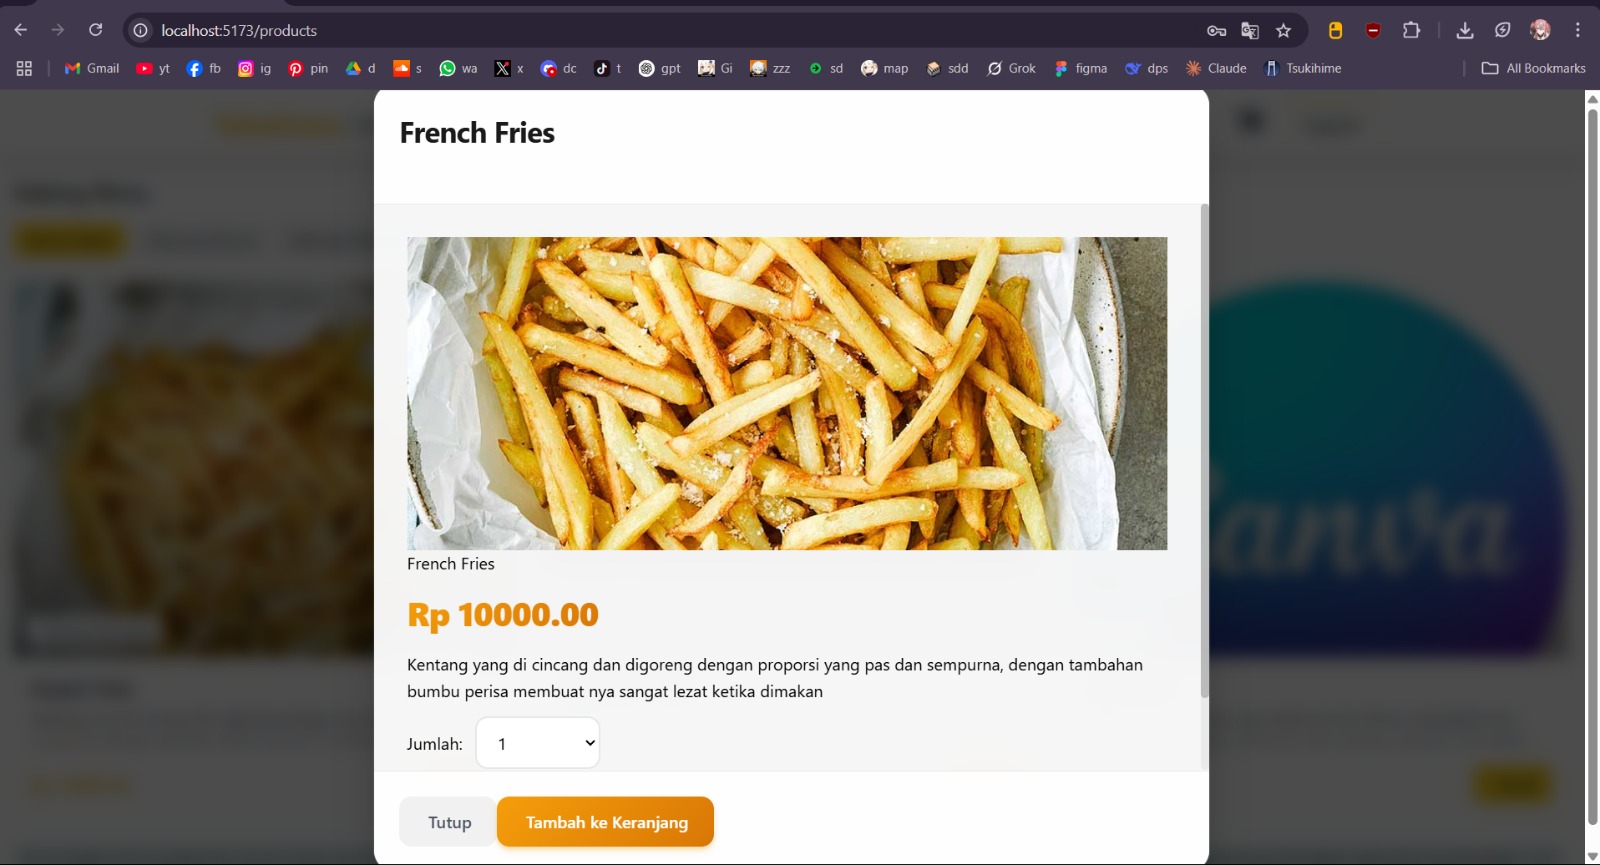 localhost:5173/products
Gmail yt fb ig pin d s wa x dc t gpt Gi zzz sd map sdd Grok figma dps Claude Tsukihime All Bookmarks
French Fries
French Fries
Rp 10000.00
Kentang yang di cincang dan digoreng dengan proporsi yang pas dan sempurna, dengan tambahan
bumbu perisa membuat nya sangat lezat ketika dimakan
Jumlah: 1
Tutup Tambah ke Keranjang